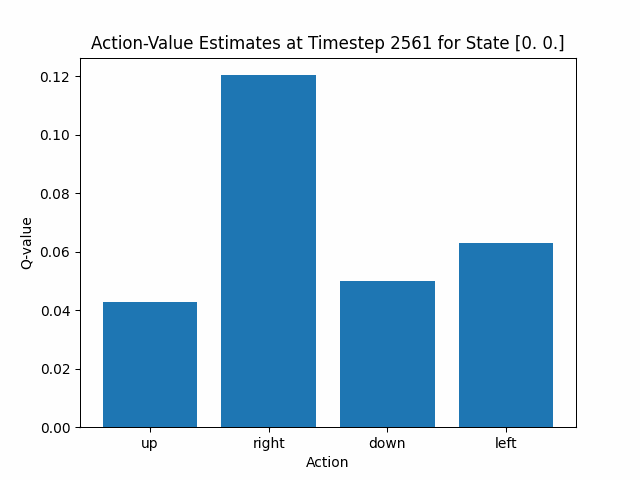 Action-Value Estimates at Timestep 2561 for State [0. 0.]
0.12
0.10
0.08
0.06
0.04
0.02
0.00
Q-value
up right down left
Action